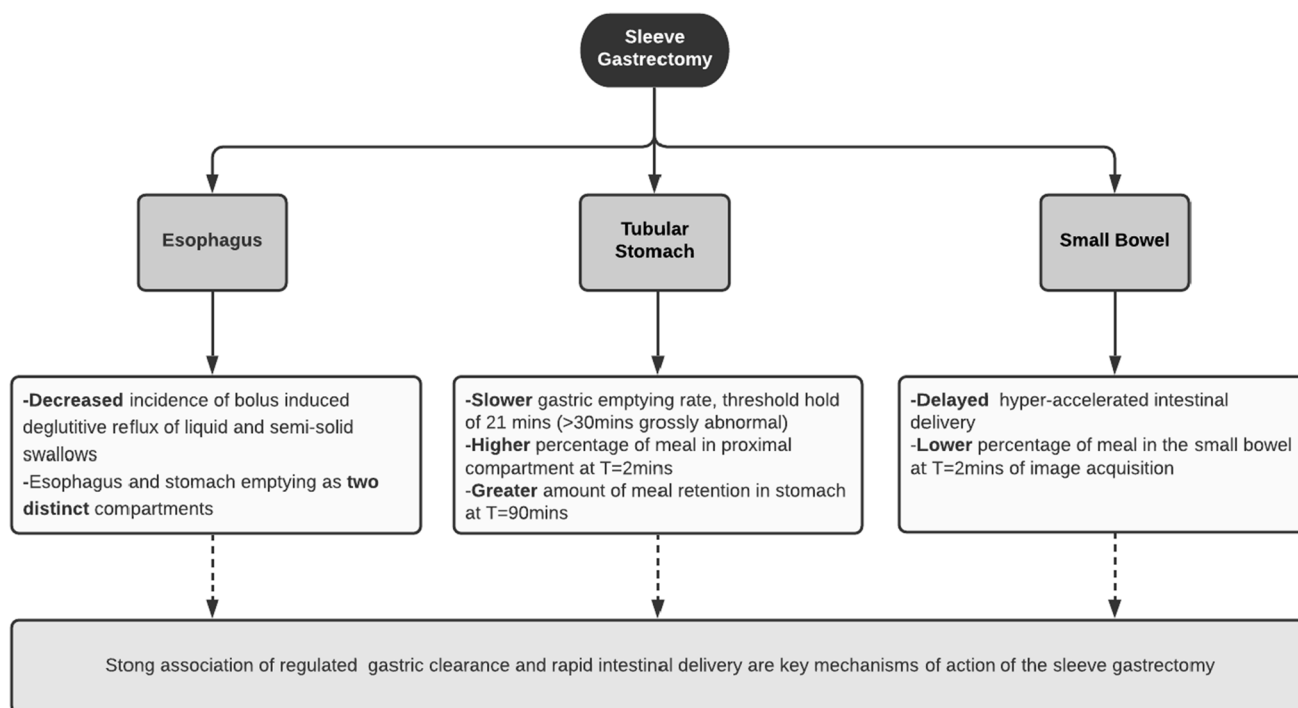 Sleeve
Gastrectomy
Esophagus
Tubular
Stomach
Small Bowel
-Decreased incidence of bolus induced
deglutitive reflux of liquid and semi-solid
swallows
-Esophagus and stomach emptying as two
distinct compartments
-Slower gastric emptying rate, threshold hold
of 21 mins (>30mins grossly abnormal)
-Higher percentage of meal in proximal
compartment at T=2mins
-Greater amount of meal retention in stomach
at T=90mins
-Delayed hyper-accelerated intestinal
delivery
-Lower percentage of meal in the small bowel
at T=2mins of image acquisition
Stong association of regulated gastric clearance and rapid intestinal delivery are key mechanisms of action of the sleeve gastrectomy